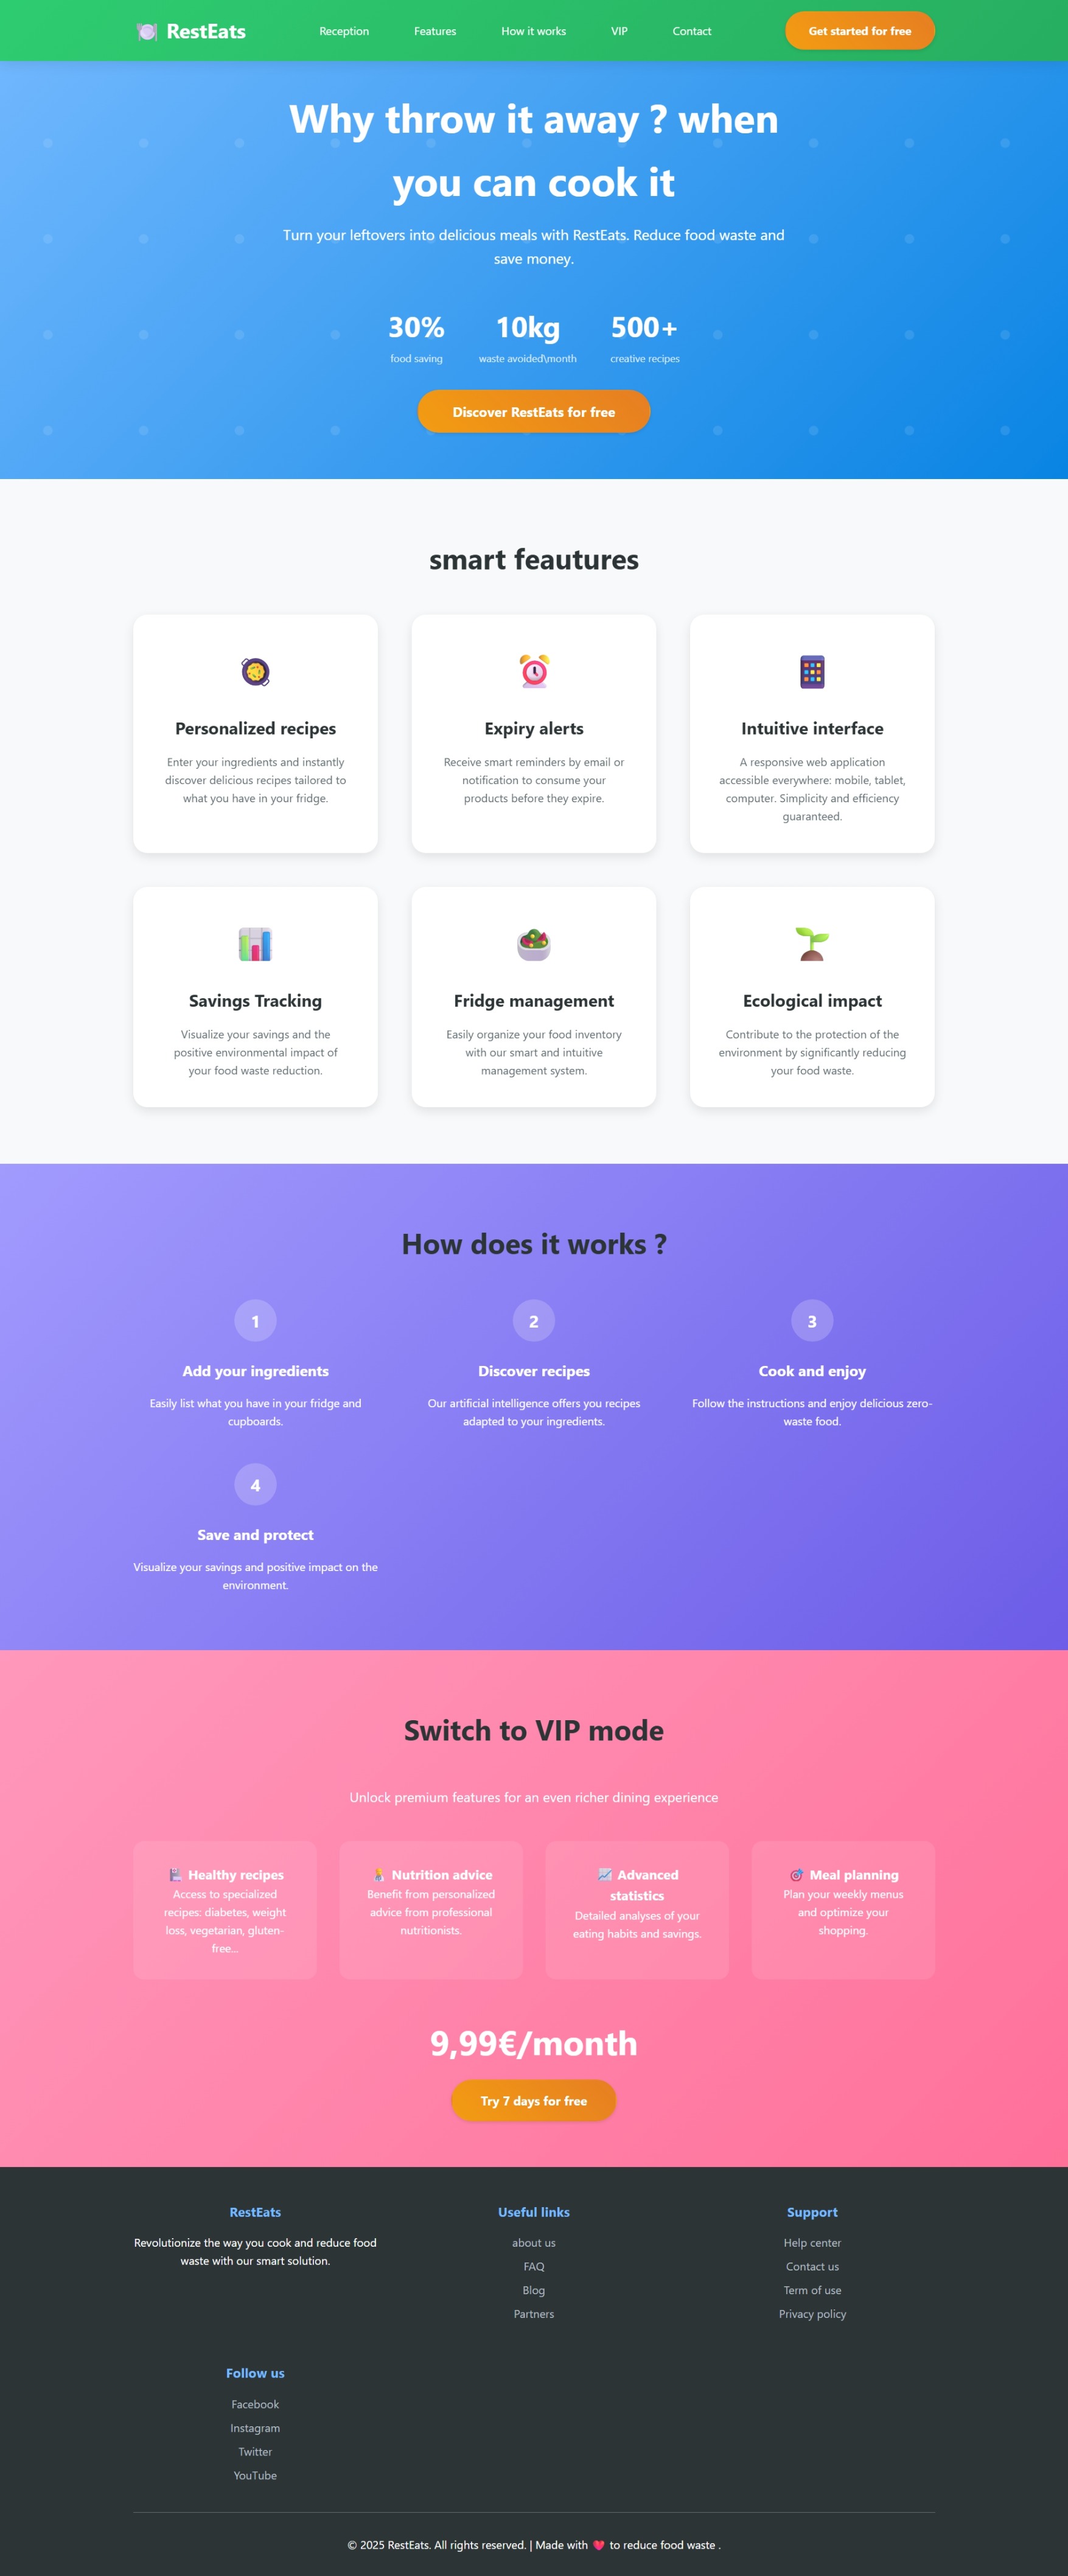 RestEats
Reception
Features
How it works
VIP
Contact
Get started for free
Why throw it away ? when
you can cook it
Turn your leftovers into delicious meals with RestEats. Reduce food waste and
save money.
30%
10kg
500+
food saving
waste avoided\month
creative recipes
Discover RestEats for free
smart feautures
Personalized recipes
Enter your ingredients and instantly
discover delicious recipes tailored to
what you have in your fridge.
Expiry alerts
Receive smart reminders by email or
notification to consume your
products before they expire.
Intuitive interface
A responsive web application
accessible everywhere: mobile, tablet,
computer. Simplicity and efficiency
guaranteed.
Savings Tracking
Visualize your savings and the
positive environmental impact of
your food waste reduction.
Fridge management
Easily organize your food inventory
with our smart and intuitive
management system.
Ecological impact
Contribute to the protection of the
environment by significantly reducing
your food waste.
How does it works ?
1
Add your ingredients
Easily list what you have in your fridge and
cupboards.
2
Discover recipes
Our artificial intelligence offers you recipes
adapted to your ingredients.
3
Cook and enjoy
Follow the instructions and enjoy delicious zero-
waste food.
4
Save and protect
Visualize your savings and positive impact on the
environment.
Switch to VIP mode
Unlock premium features for an even richer dining experience
Healthy recipes
Access to specialized
recipes: diabetes, weight
loss, vegetarian, gluten-
free...
Nutrition advice
Benefit from personalized
advice from professional
nutritionists.
Advanced
statistics
Detailed analyses of your
eating habits and savings.
Meal planning
Plan your weekly menus
and optimize your
shopping.
9,99€/month
Try 7 days for free
RestEats
Revolutionize the way you cook and reduce food
waste with our smart solution.
Useful links
about us
FAQ
Blog
Partners
Support
Help center
Contact us
Term of use
Privacy policy
Follow us
Facebook
Instagram
Twitter
YouTube
© 2025 RestEats. All rights reserved. | Made with 💗 to reduce food waste .